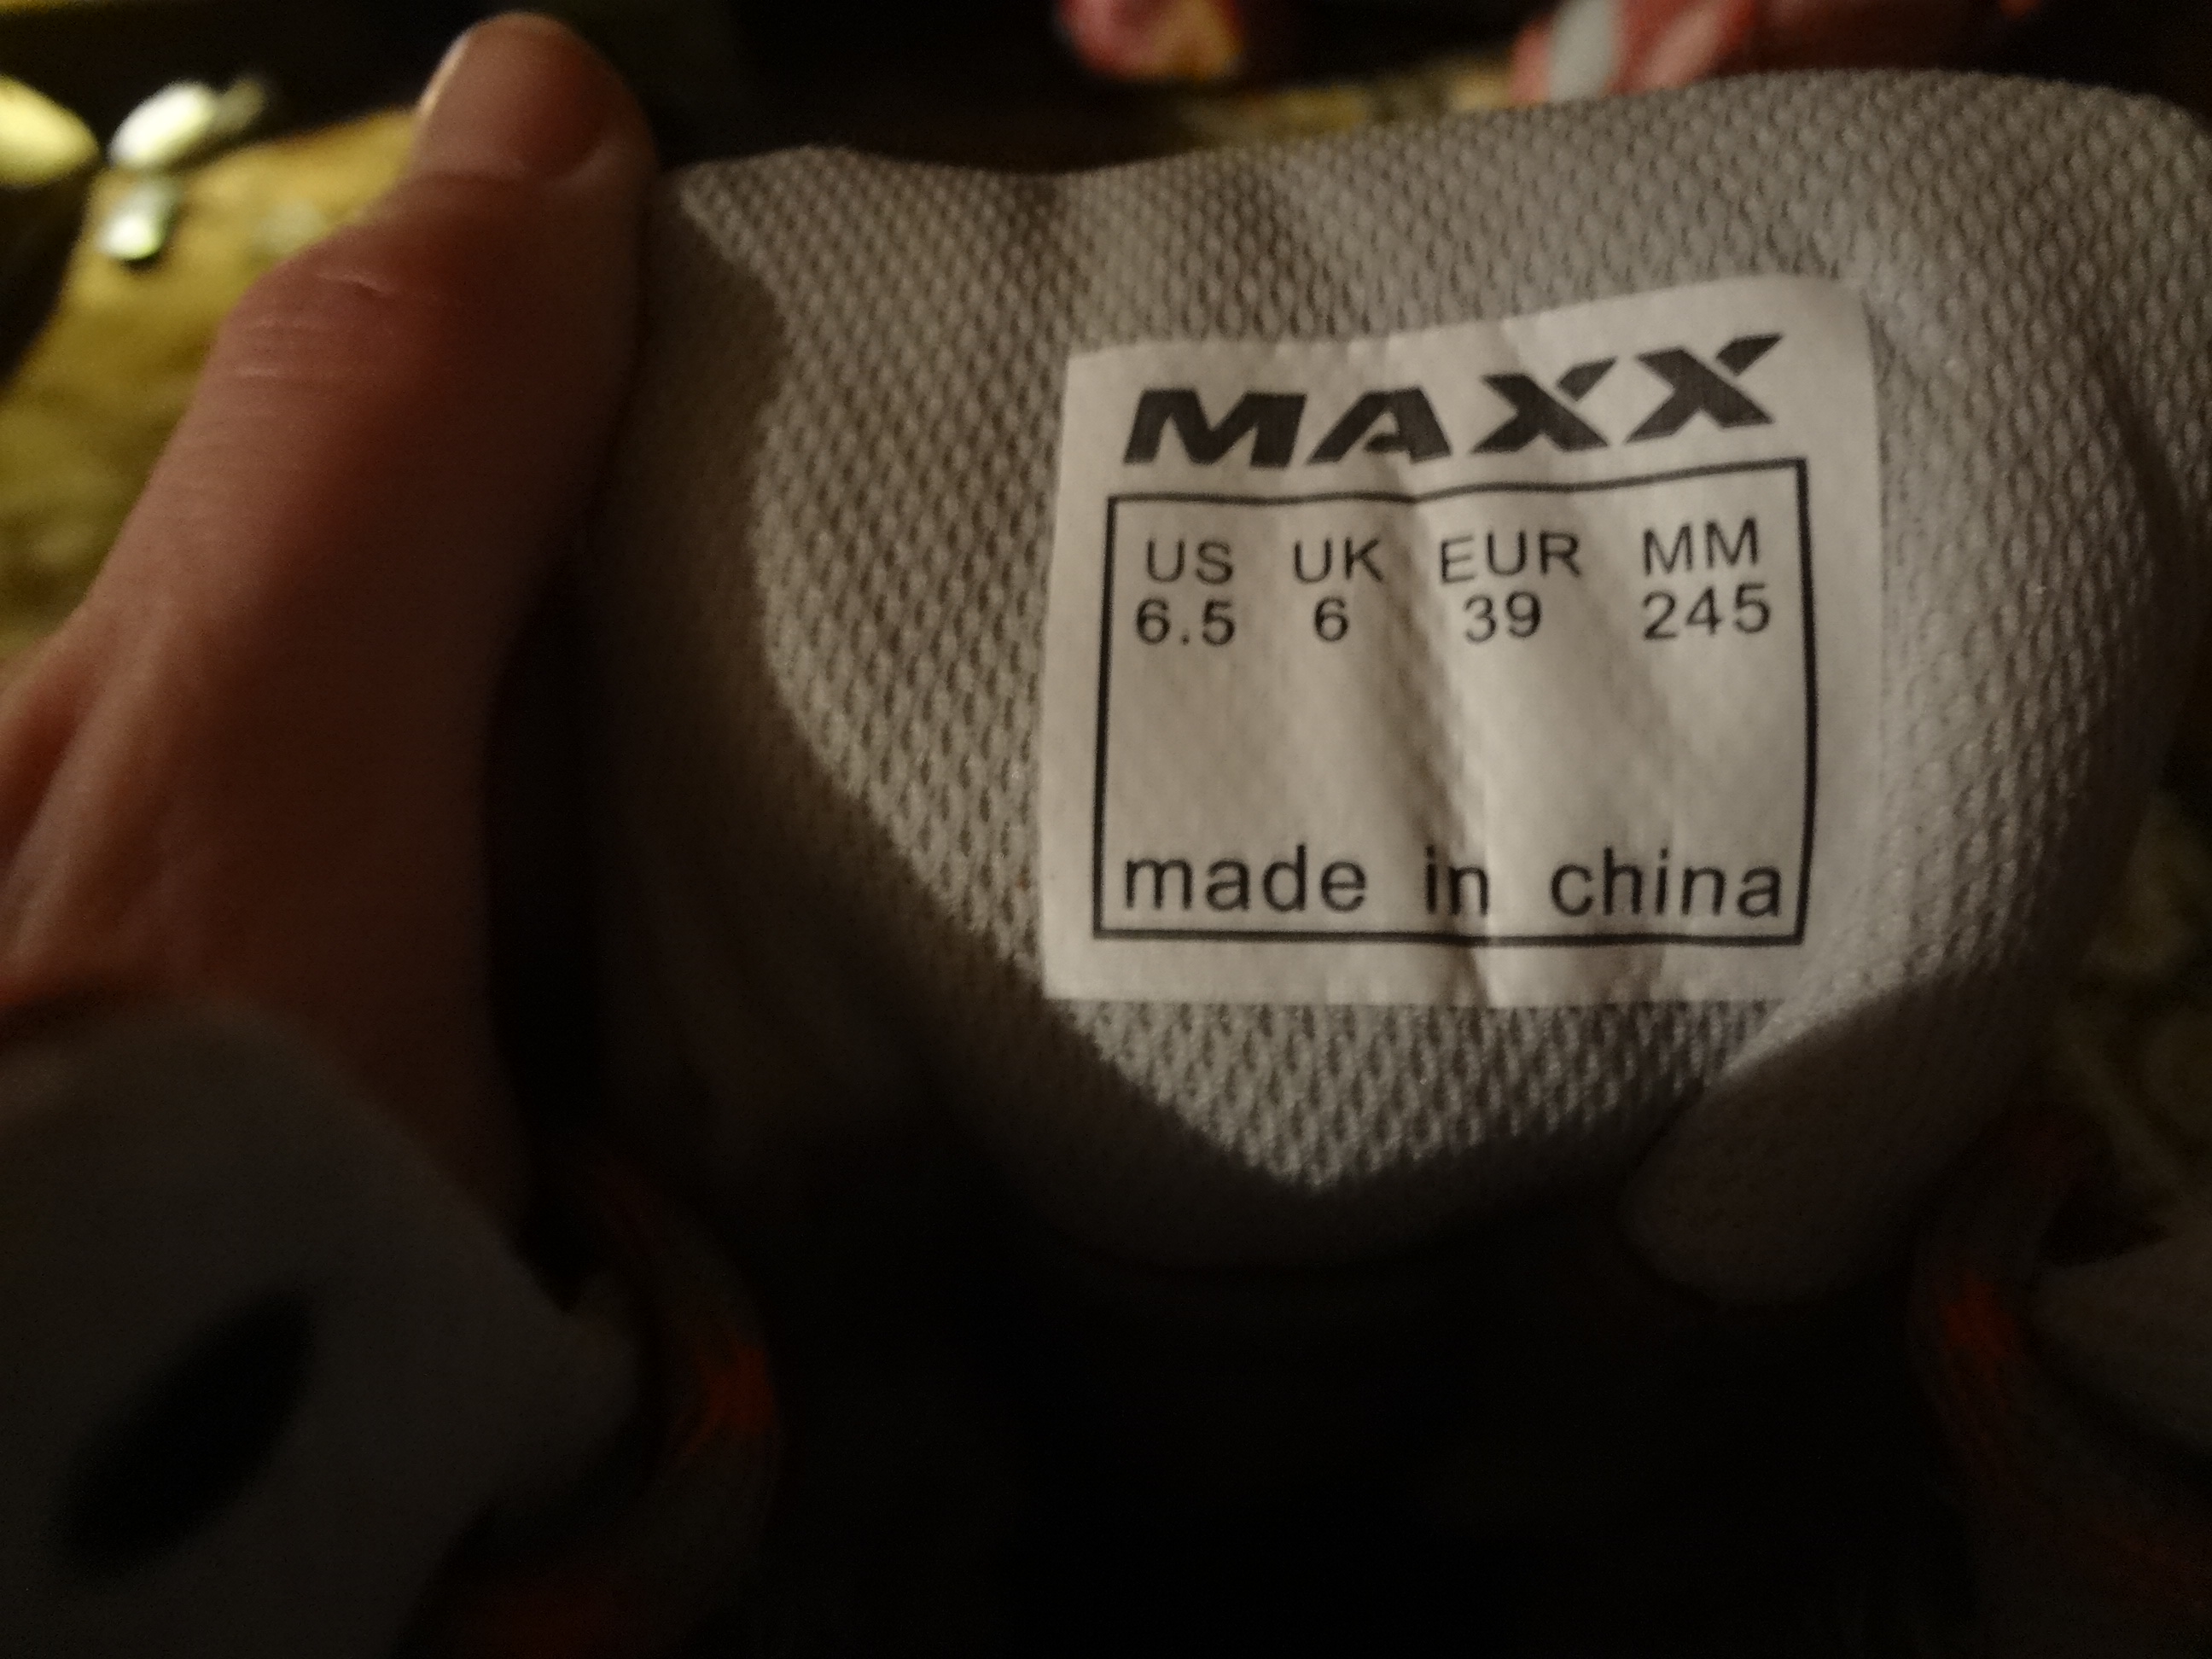 MAXX
US UK EUR MM
6.5 6 39 245
made in china